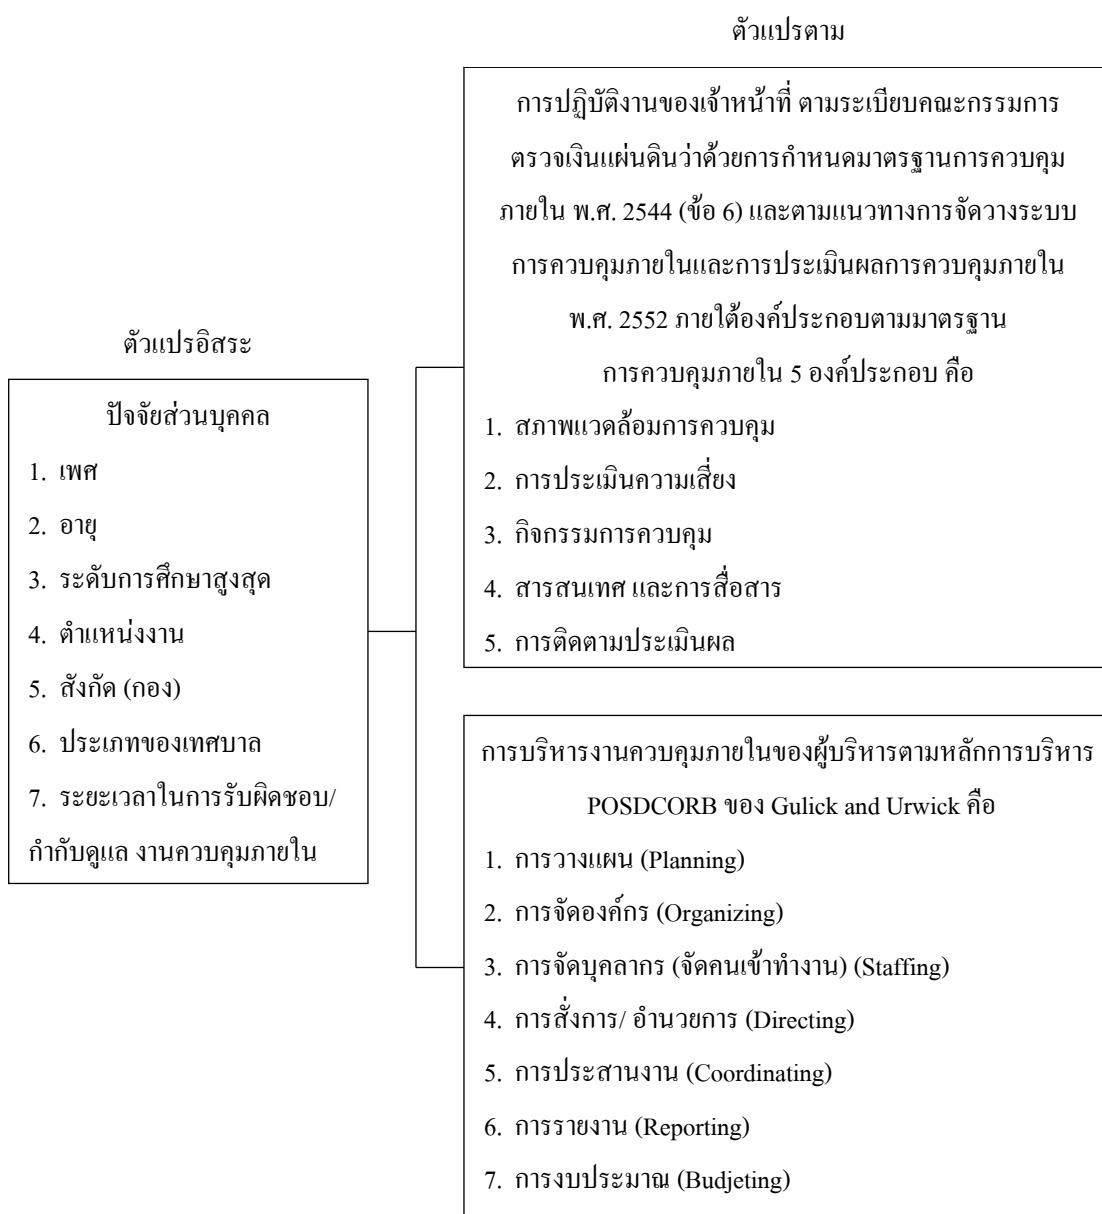 ตัวแปรตาม
การปฏิบัติงานของเจ้าหน้าที่ ตามระเบียบคณะกรรมการ
ตรวจเงินแผ่นดินว่าด้วยการกำหนดมาตรฐานการควบคุม
ภายใน พ.ศ. 2544 (ข้อ 6) และตามแนวทางการจัดวางระบบ
การควบคุมภายในและการประเมินผลการควบคุมภายใน
พ.ศ. 2552 ภายใต้องค์ประกอบตามมาตรฐาน
การควบคุมภายใน 5 องค์ประกอบ คือ
1. สภาพแวดล้อมการควบคุม
2. การประเมินความเสี่ยง
3. กิจกรรมการควบคุม
4. สารสนเทศ และการสื่อสาร
5. การติดตามประเมินผล
ตัวแปรอิสระ
ปัจจัยส่วนบุคคล
1. เพศ
2. อายุ
3. ระดับการศึกษาสูงสุด
4. ตำแหน่งงาน
5. สังกัด (กอง)
6. ประเภทของเทศบาล
7. ระยะเวลาในการรับผิดชอบ/
กำกับดูแล งานควบคุมภายใน
การบริหารงานควบคุมภายในของผู้บริหารตามหลักการบริหาร
POSDCORB ของ Gulick and Urwick คือ
1. การวางแผน (Planning)
2. การจัดองค์กร (Organizing)
3. การจัดบุคลากร (จัดคนเข้าทำงาน) (Staffing)
4. การสั่งการ/ อำนวยการ (Directing)
5. การประสานงาน (Coordinating)
6. การรายงาน (Reporting)
7. การงบประมาณ (Budjeting)